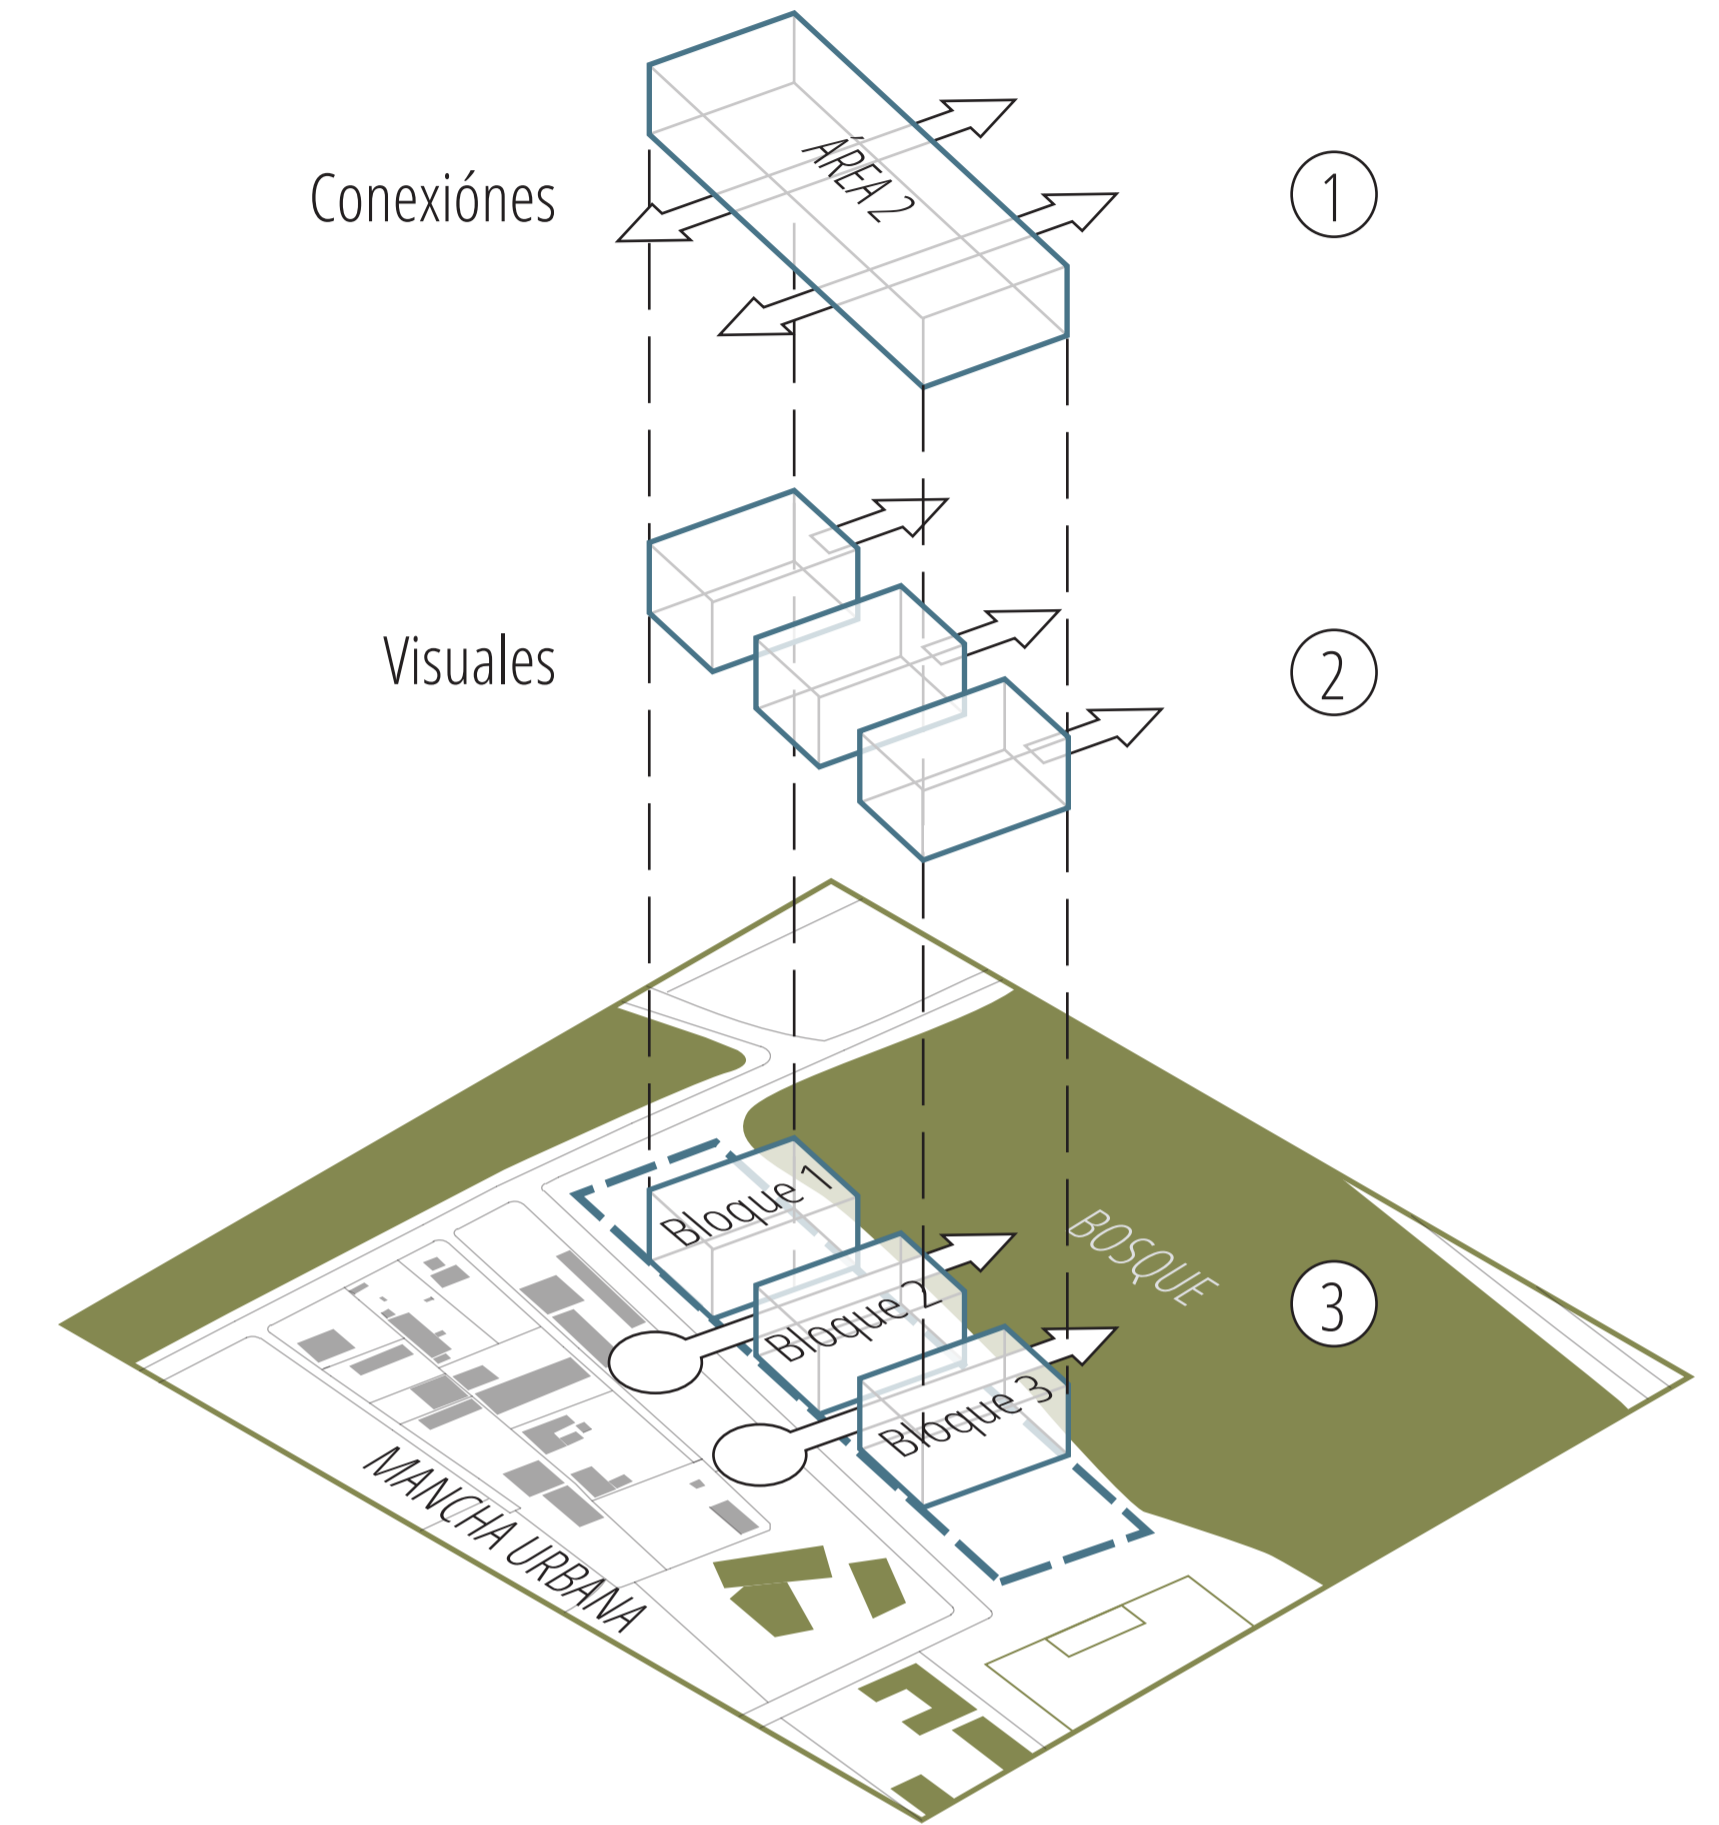 ÁREA 2
Conexiónes
1
Visuales
2
Bloque 1
BOSQUE
Bloque 2
3
Bloque 3
MANCHA URBANA